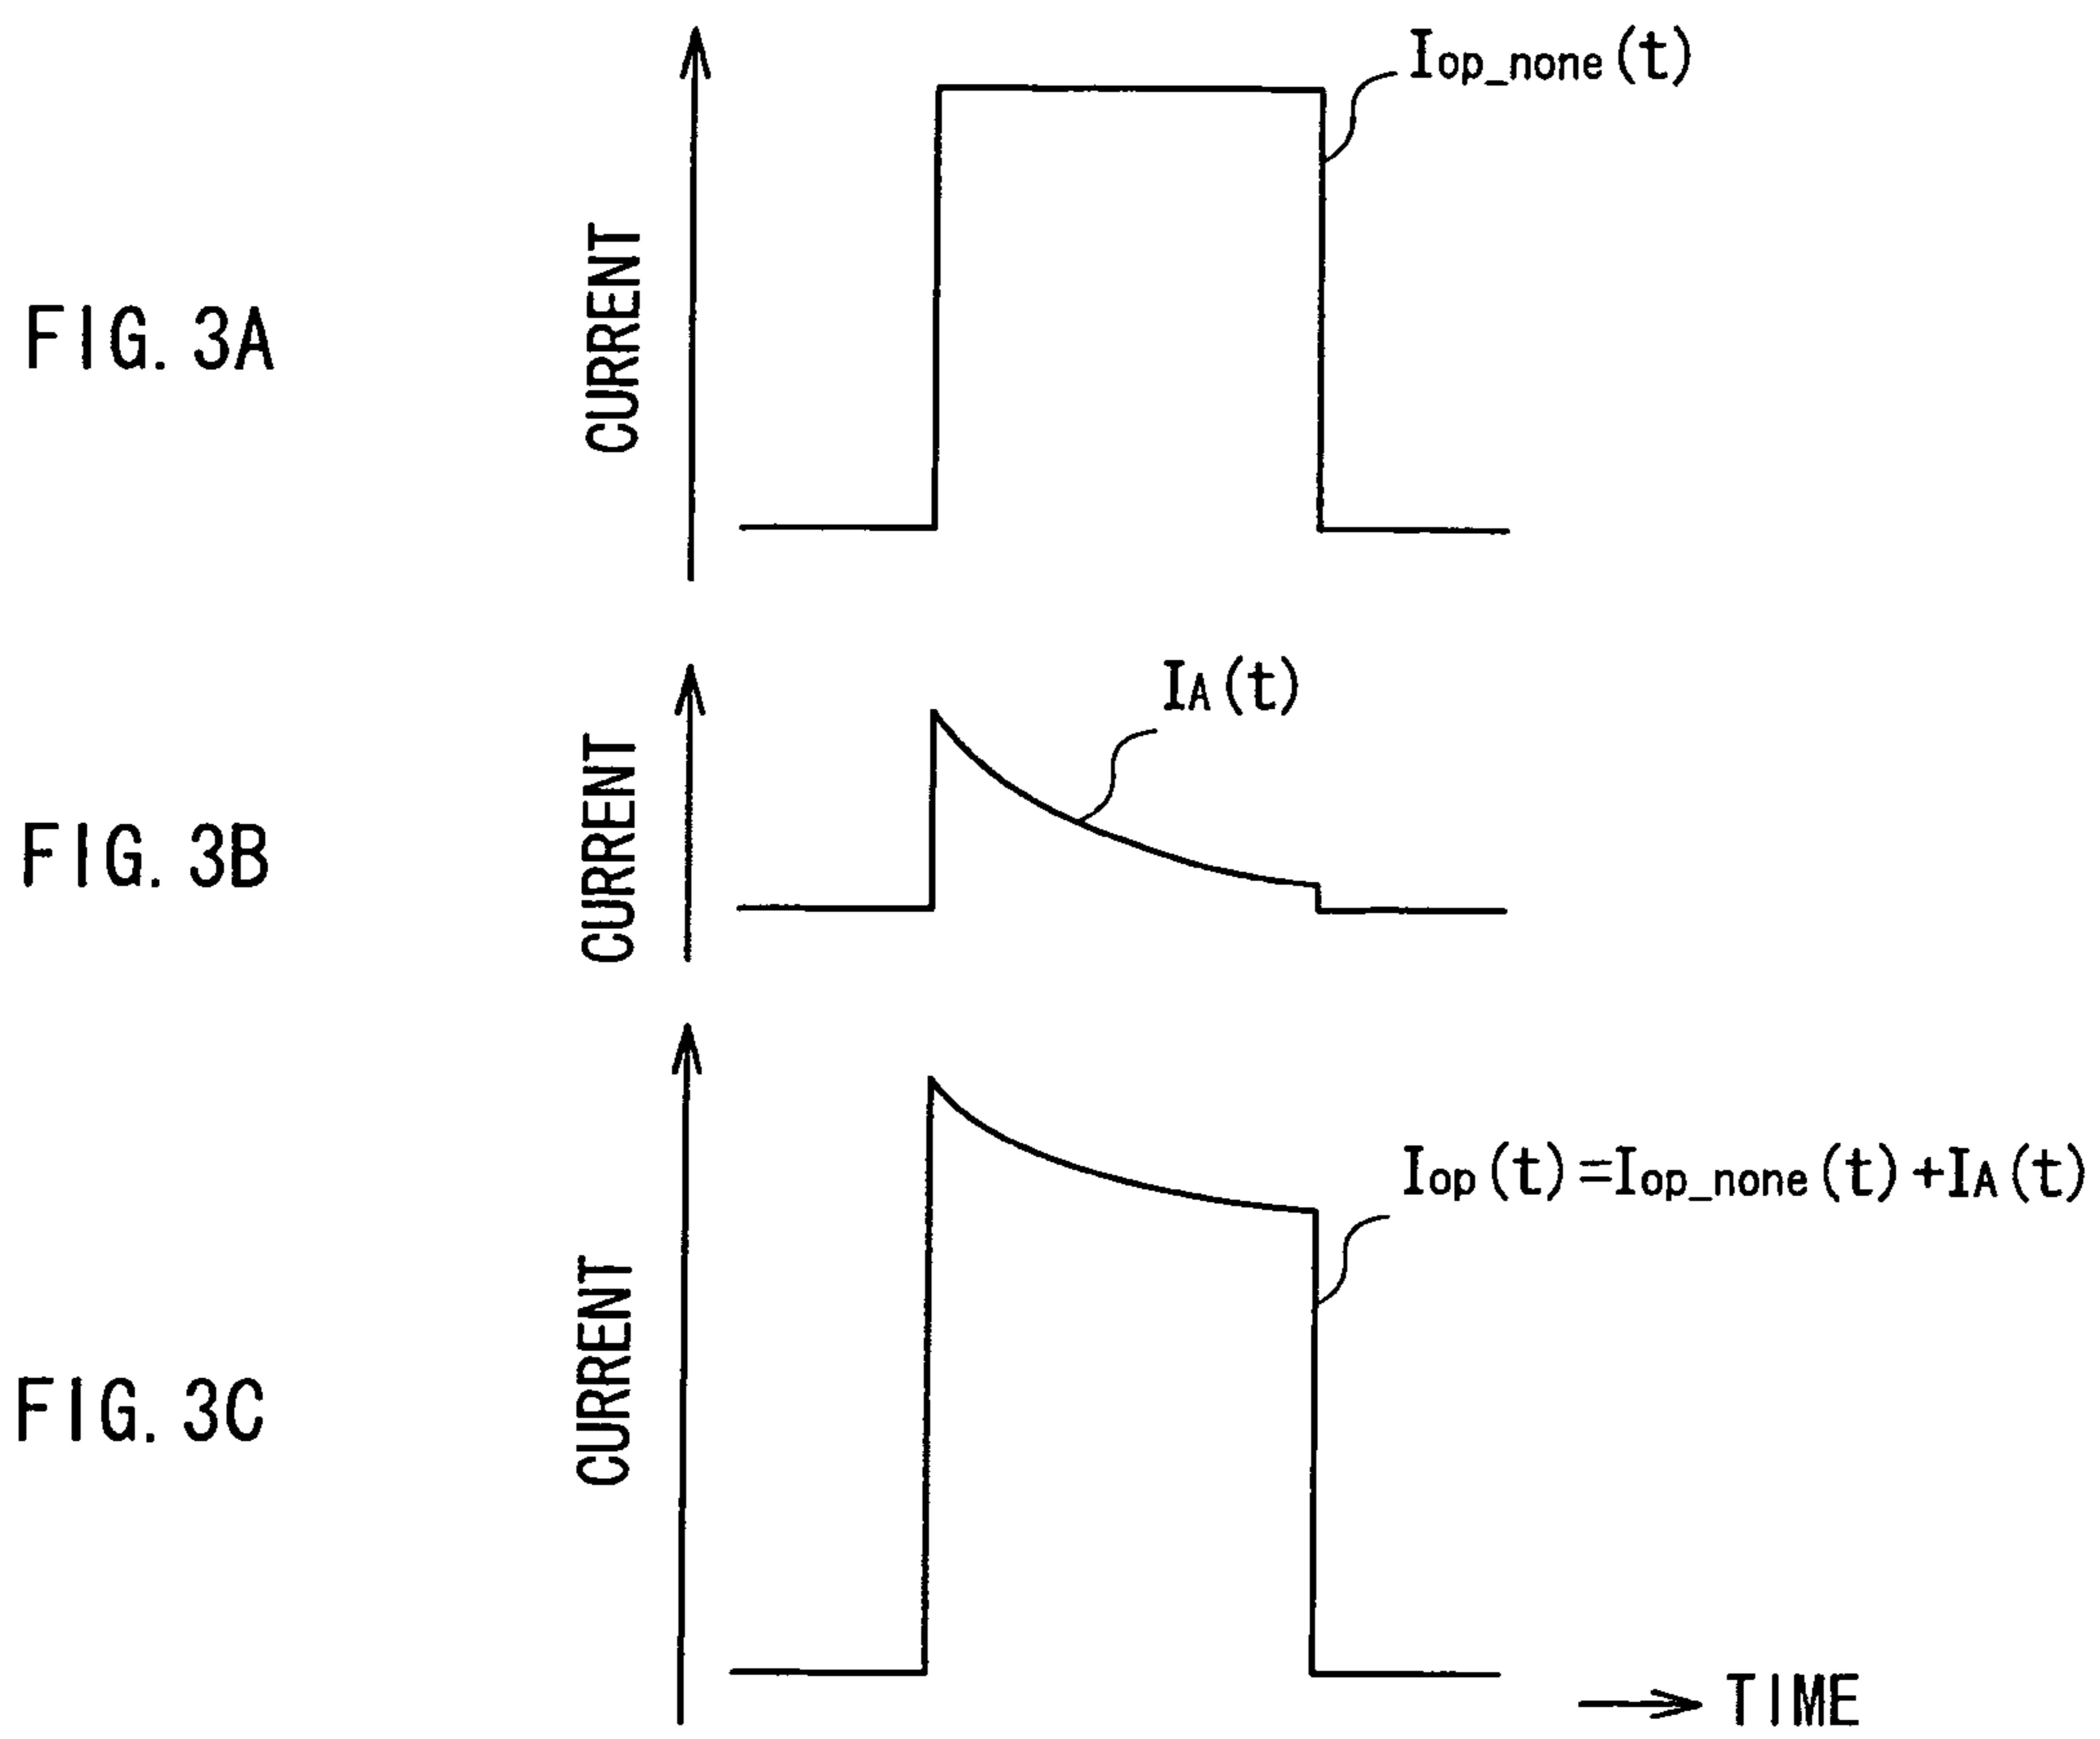 FIG. 3A
CURRENT
Iop_none(t)
FIG. 3B
CURRENT
IA(t)
FIG. 3C
CURRENT
Iop(t)=Iop_none(t)+IA(t)
TIME